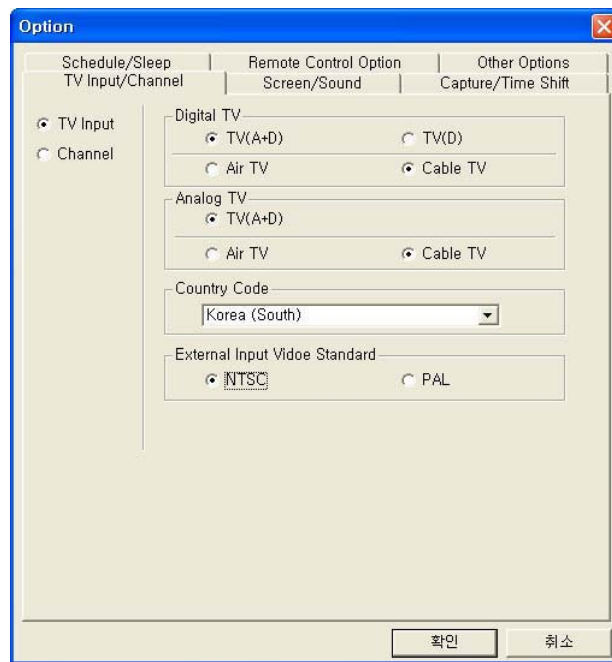 Option
Schedule/Sleep Remote Control Option Other Options
TV Input/Channel Screen/Sound Capture/Time Shift
TV Input
Channel
Digital TV
TV(A+D) TV(D)
Air TV Cable TV
Analog TV
TV(A+D)
Air TV Cable TV
Country Code
Korea (South)
External Input Vidoe Standard
NTSC PAL
확인 취소